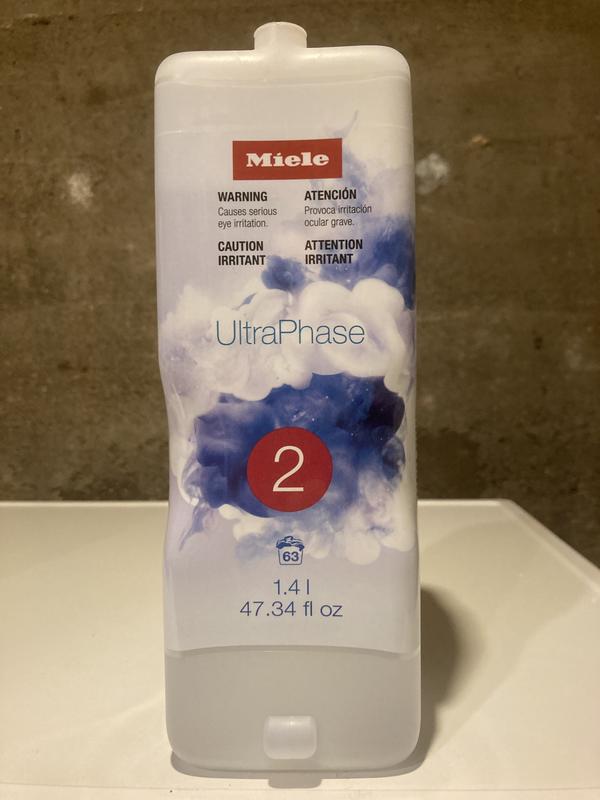 Miele
WARNING
Causes serious
eye irritation.
CAUTION
IRRITANT
ATENCIÓN
Provoca irritación
ocular grave.
ATTENTION
IRRITANT
UltraPhase
2
63
1.4 l
47.34 fl oz